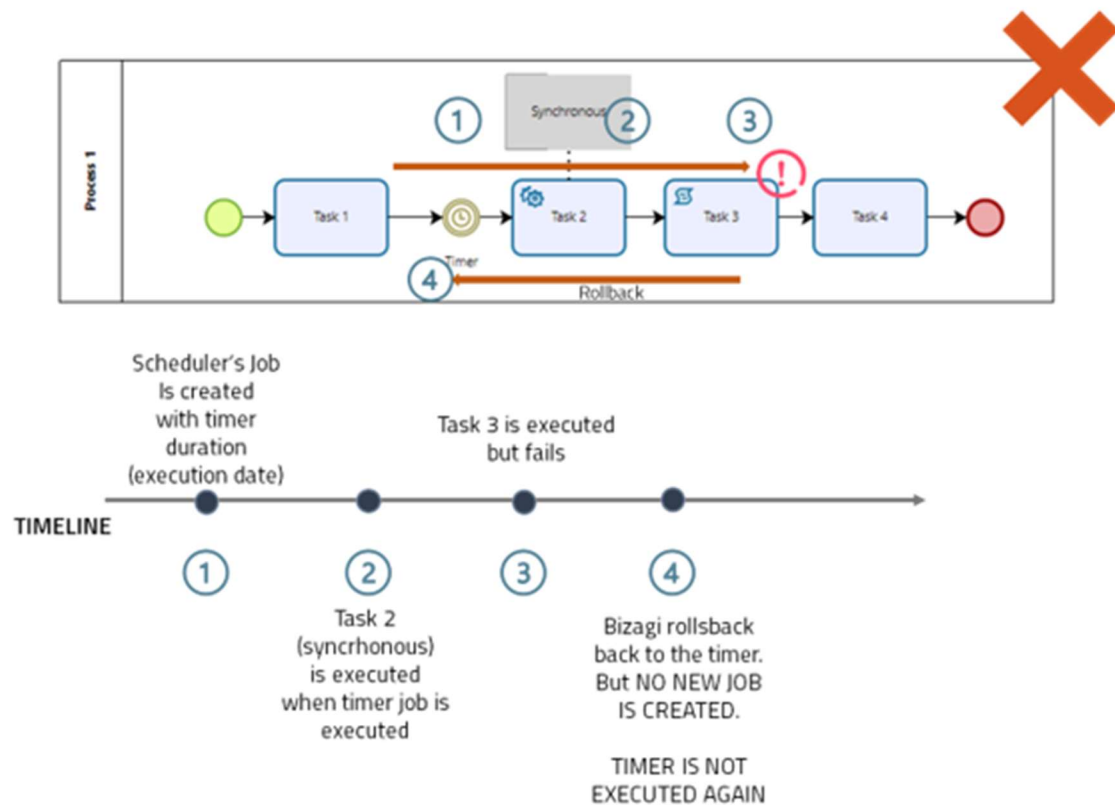 Process 1
Synchronous
1
2
3
!
Task 1
Task 2
Task 3
Task 4
Timer
4
Rollback
Scheduler's Job
Is created
with timer
duration
(execution date)
Task 3 is executed
but fails
TIMELINE
1
2
3
4
Task 2
(syncrhonous)
is executed
when timer job is
executed
Bizagi rollsback
back to the timer.
But NO NEW JOB
IS CREATED.
TIMER IS NOT
EXECUTED AGAIN